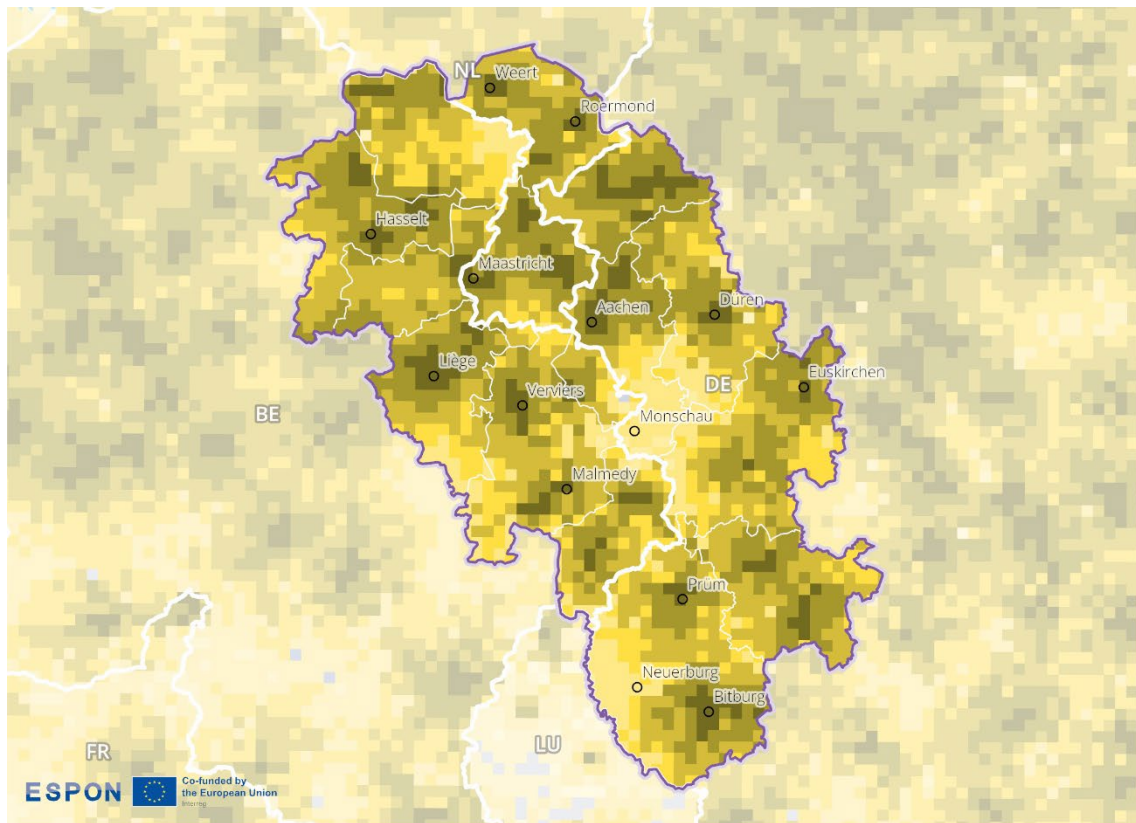 NL
Weert
Roermond
Hasselt
Maastricht
Aachen
Düren
Liège
DE
Euskirchen
Verviers
BE
Monschau
Malmedy
Prüm
Neuerburg
Bitburg
LU
FR
ESPON
Co-funded by
the European Union
Interreg